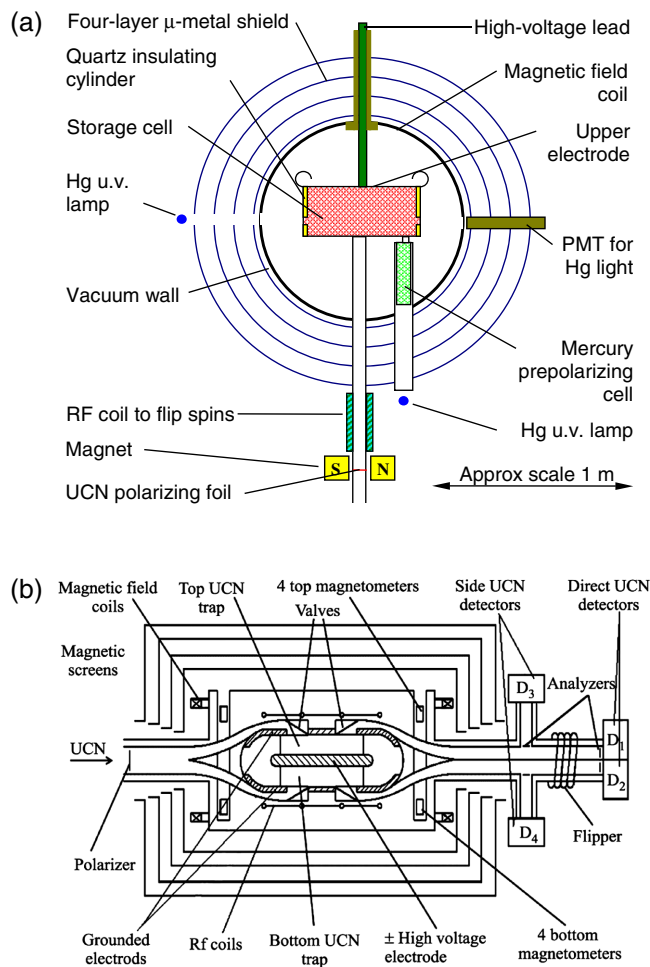 (a)
Four-layer μ-metal shield
High-voltage lead
Quartz insulating
cylinder
Magnetic field
coil
Storage cell
Upper
electrode
Hg u.v.
lamp
PMT for
Hg light
Vacuum wall
Mercury
prepolarizing
cell
RF coil to flip spins
Hg u.v. lamp
Magnet
S N
UCN polarizing foil
Approx scale 1 m
(b)
Magnetic field
coils
Top UCN
trap
4 top magnetometers
Valves
Side UCN
detectors
Direct UCN
detectors
Magnetic
screens
Analyzers
D3
UCN
D1
D2
D4
Flipper
Polarizer
Grounded
electrods
Rf coils
Bottom UCN
trap
± High voltage
electrode
4 bottom
magnetometers